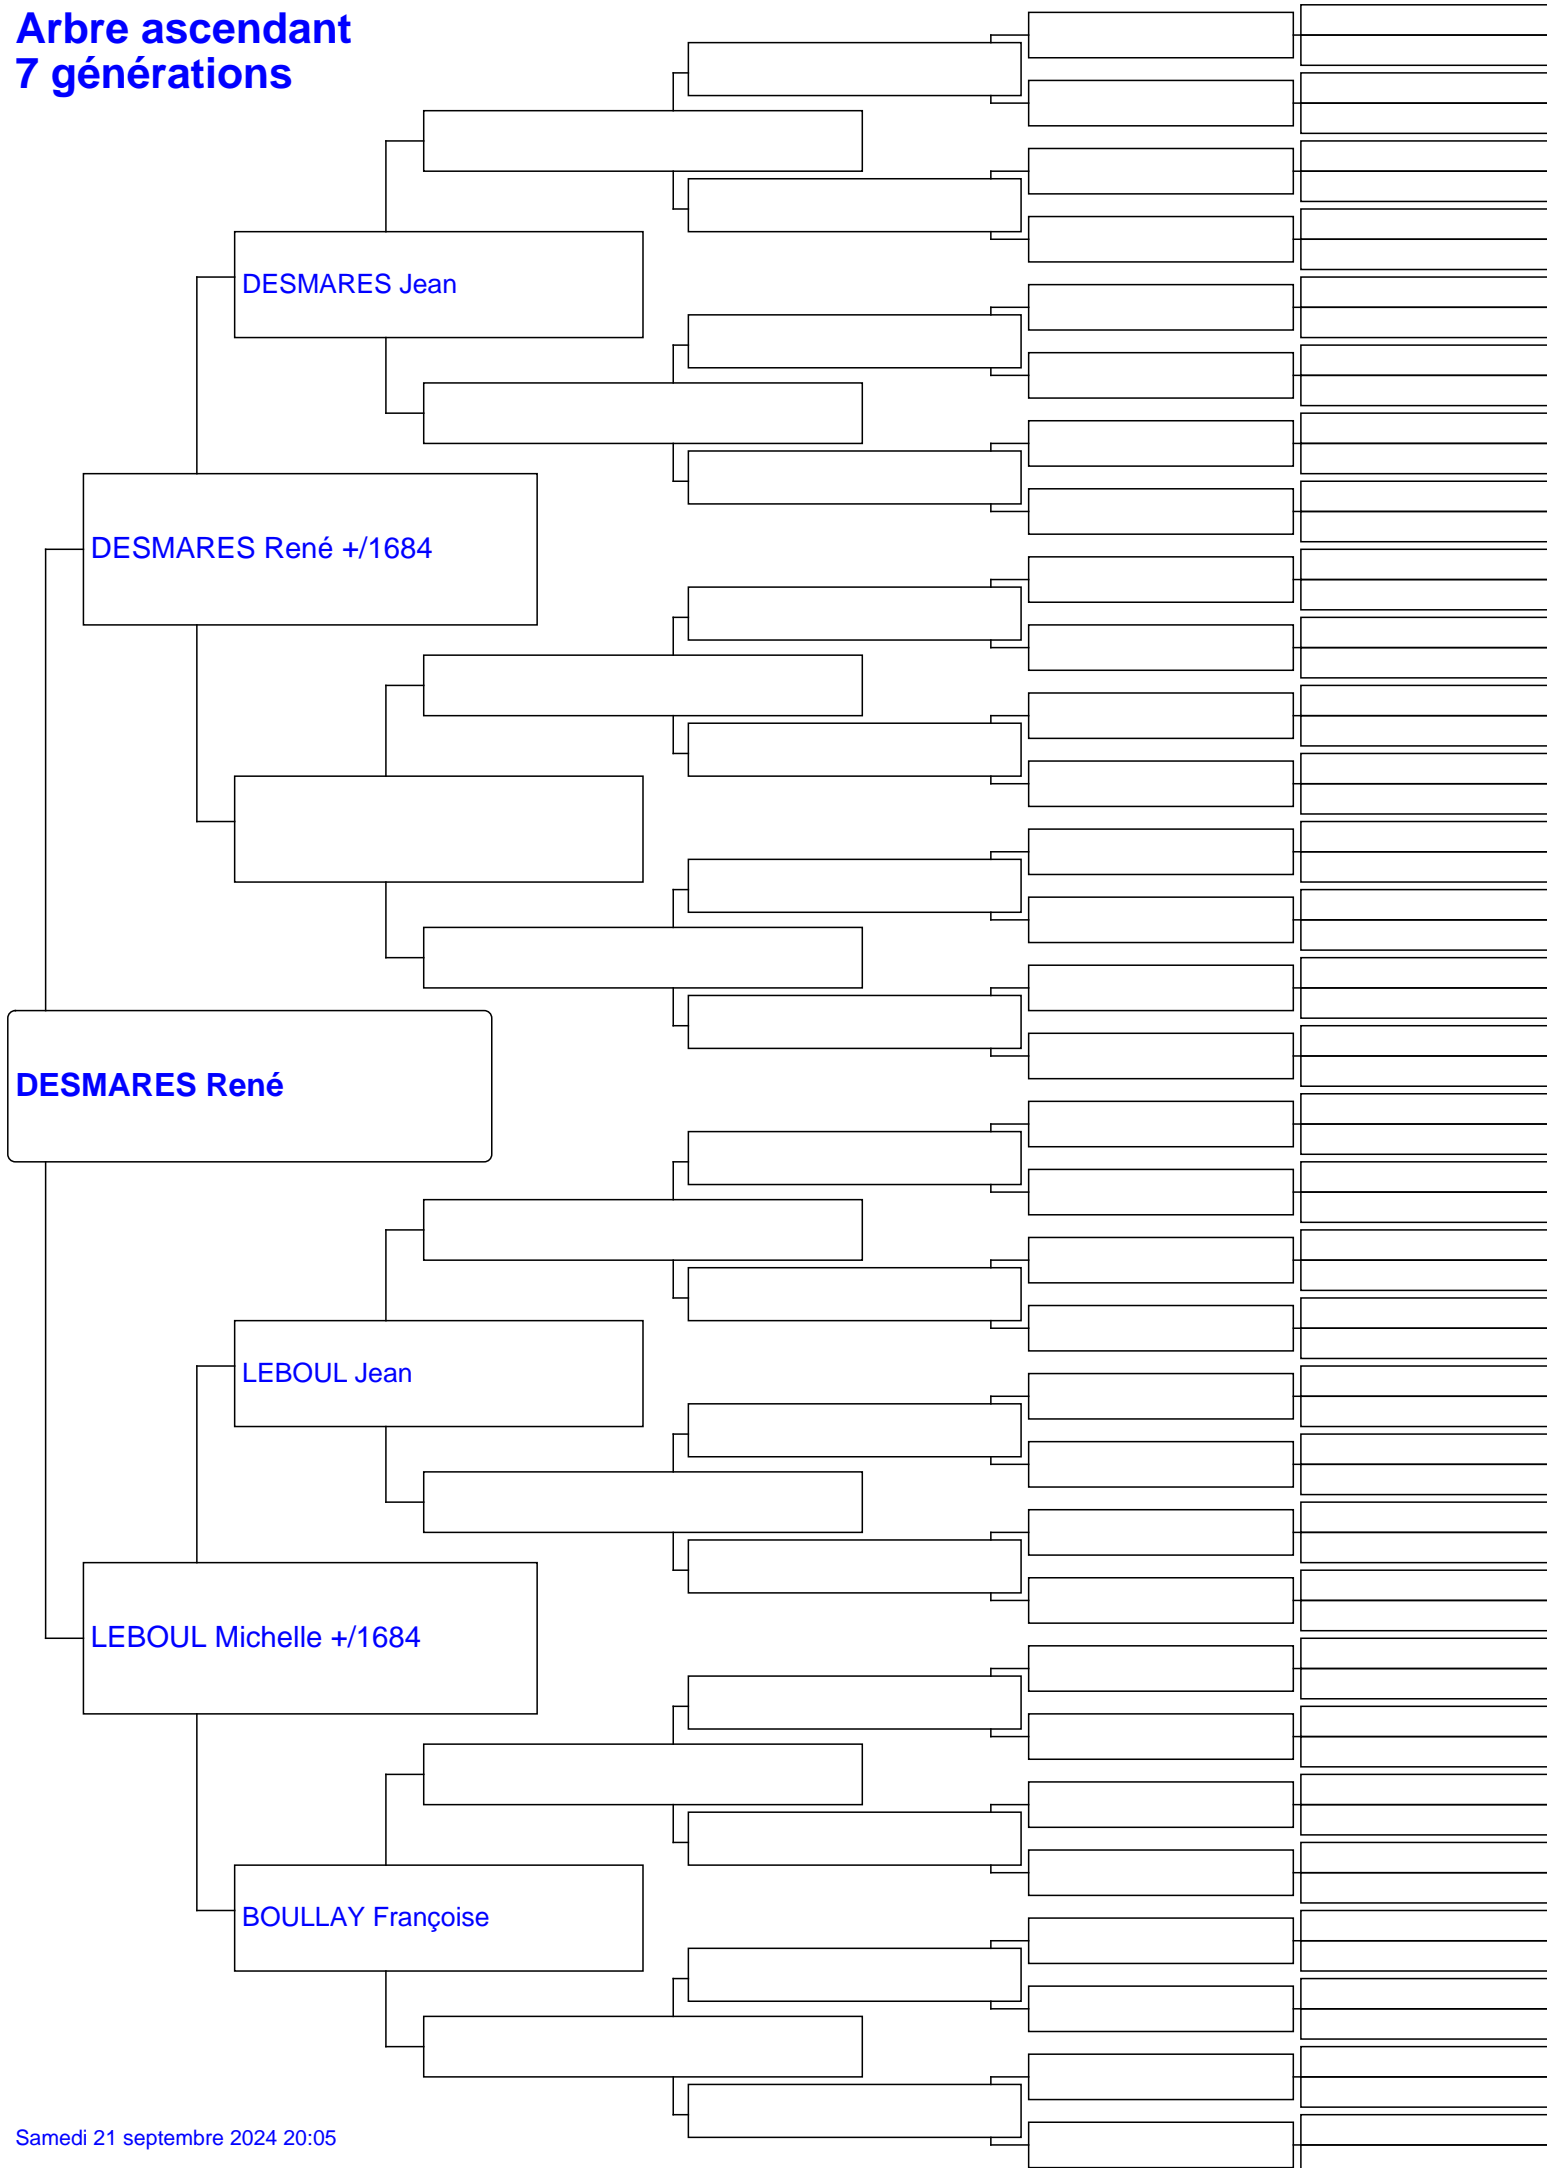 Arbre ascendant
7 générations
DESMARES Jean
DESMARES René +/1684
DESMARES René
LEBOUL Jean
LEBOUL Michelle +/1684
BOULLAY Françoise
Samedi 21 septembre 2024 20:05